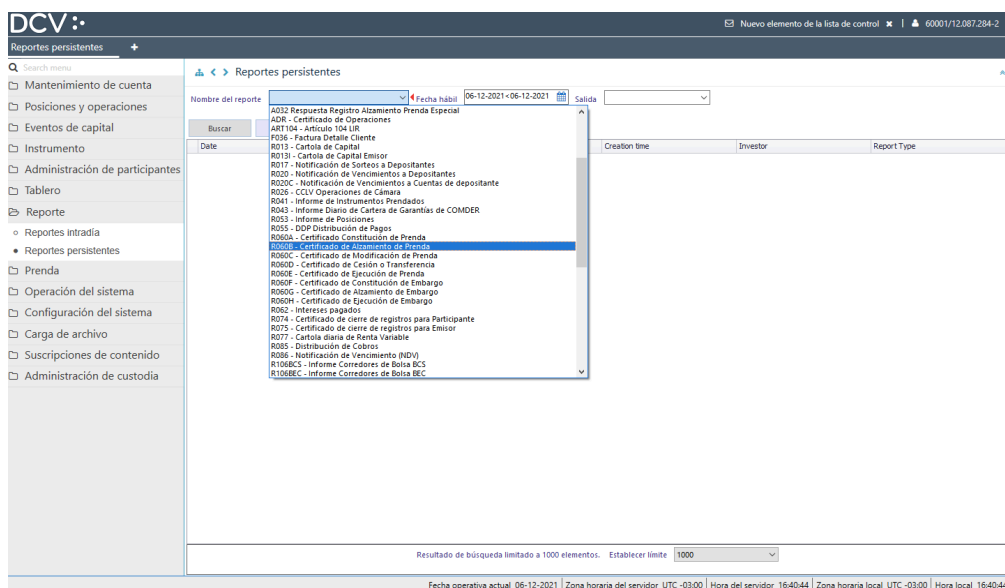 DCV
Nuevo elemento de la lista de control × | 60001/12.087.284-2
Reportes persistentes +
Search menu
Mantenimiento de cuenta
Posiciones y operaciones
Eventos de capital
Instrumento
Administración de participantes
Tablero
Reporte
Reportes intradía
Reportes persistentes
Prenda
Operación del sistema
Configuración del sistema
Carga de archivo
Suscripciones de contenido
Administración de custodia
Reportes persistentes
Nombre del reporte Fecha hábil 06-12-2021<06-12-2021 Salida
Buscar
Date Creation time Investor Report Type
A032 Respuesta Registro Alzamiento Prenda Especial
ADR - Certificado de Operaciones
ART104 - Artículo 104 LIR
F036 - Factura Detalle Cliente
R013 - Cartola de Capital
R013I - Cartola de Capital Emisor
R017 - Notificación de Sorteos a Depositantes
R020 - Notificación de Vencimientos a Depositantes
R020C - Notificación de Vencimientos a Cuentas de depositante
R026 - CCLV Operaciones de Cámara
R041 - Informe de Instrumentos Prendados
R043 - Informe Diario de Cartera de Garantías de COMDER
R053 - Informe de Posiciones
R055 - DDP Distribución de Pagos
R060A - Certificado Constitución de Prenda
R060B - Certificado de Alzamiento de Prenda
R060C - Certificado de Modificación de Prenda
R060D - Certificado de Cesión o Transferencia
R060E - Certificado de Ejecución de Prenda
R060F - Certificado de Constitución de Embargo
R060G - Certificado de Alzamiento de Embargo
R060H - Certificado de Ejecución de Embargo
R062 - Intereses pagados
R074 - Certificado de cierre de registros para Participante
R075 - Certificado de cierre de registros para Emisor
R077 - Cartola diaria de Renta Variable
R085 - Distribución de Cobros
R086 - Notificación de Vencimiento (NDV)
R106BCS - Informe Corredores de Bolsa BCS
R106BEC - Informe Corredores de Bolsa BEC
Resultado de búsqueda limitado a 1000 elementos. Establecer límite 1000
Fecha operativa actual 06-12-2021 Zona horaria del servidor UTC -03:00 Hora del servidor 16:40:44 Zona horaria local UTC -03:00 Hora local 16:40:44